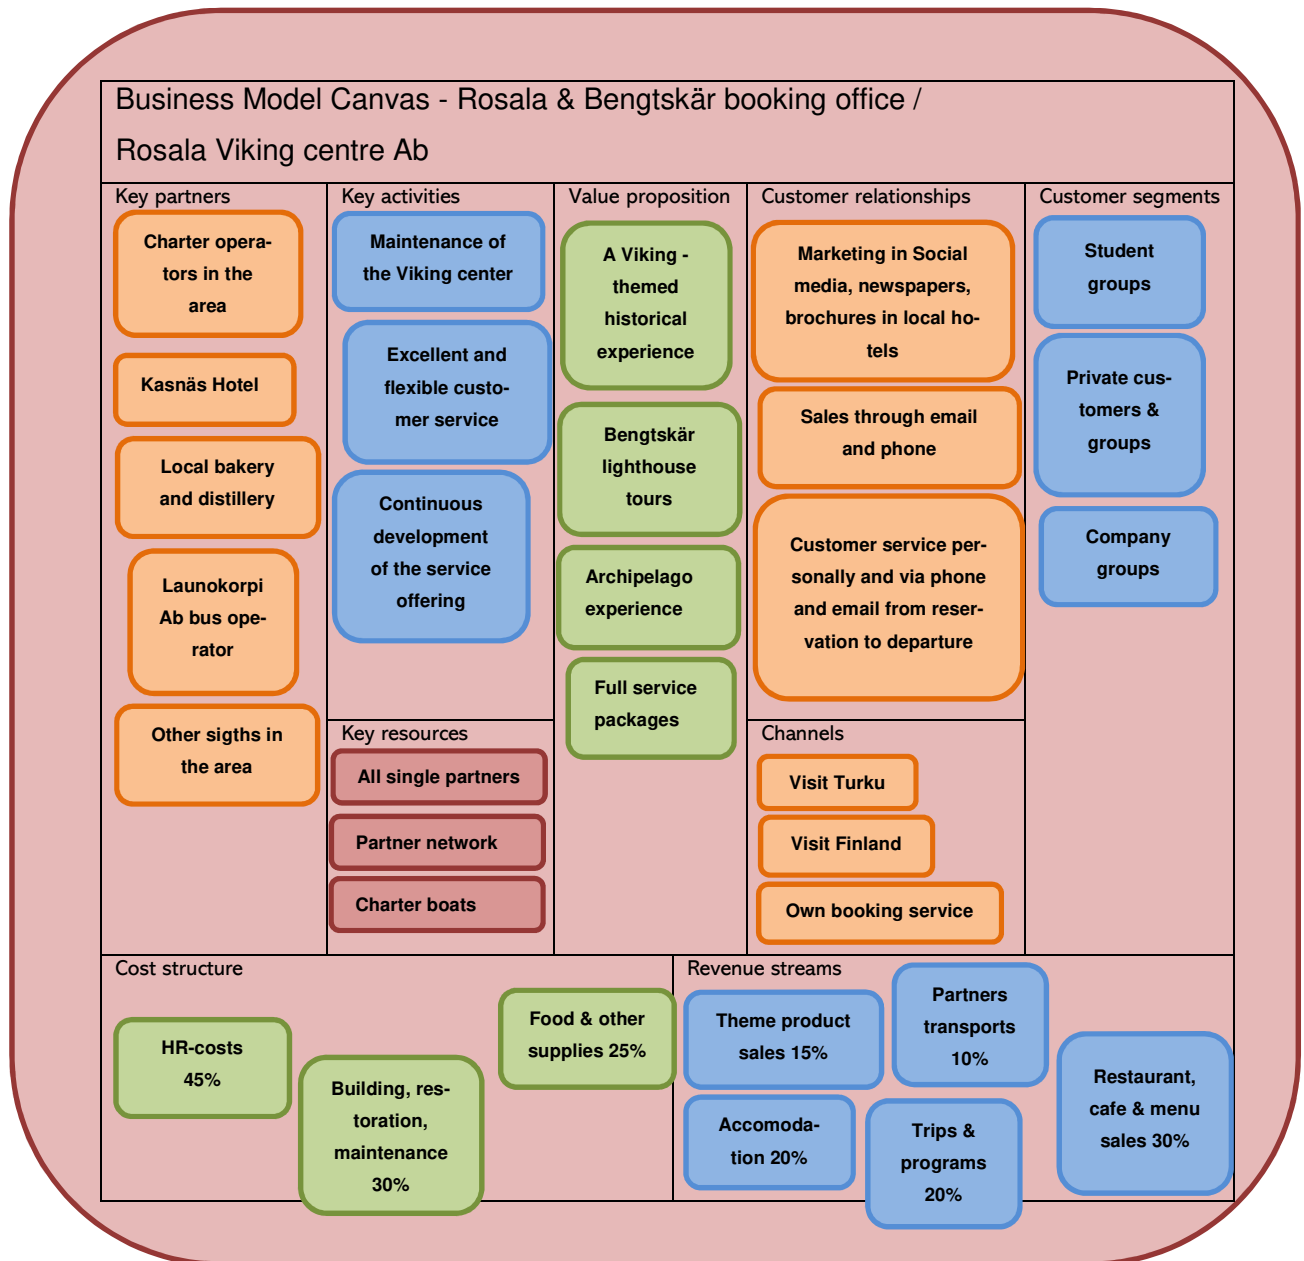 Business Model Canvas - Rosala & Bengtskär booking office /
Rosala Viking centre Ab
Key partners
Charter opera-
tors in the
area
Kasnäs Hotel
Local bakery
and distillery
Launokorpi
Ab bus ope-
rator
Other sigths in
the area
Key activities
Maintenance of
the Viking center
Excellent and
flexible custo-
mer service
Continuous
development
of the service
offering
Key resources
All single partners
Partner network
Charter boats
Value proposition
A Viking -
themed
historical
experience
Bengtskär
lighthouse
tours
Archipelago
experience
Full service
packages
Customer relationships
Marketing in Social
media, newspapers,
brochures in local ho-
tels
Sales through email
and phone
Customer service per-
sonally and via phone
and email from reser-
vation to departure
Channels
Visit Turku
Visit Finland
Own booking service
Customer segments
Student
groups
Private cus-
tomers &
groups
Company
groups
Cost structure
HR-costs
45%
Building, res-
toration,
maintenance
30%
Food & other
supplies 25%
Revenue streams
Theme product
sales 15%
Partners
transports
10%
Accomoda-
tion 20%
Trips &
programs
20%
Restaurant,
cafe & menu
sales 30%